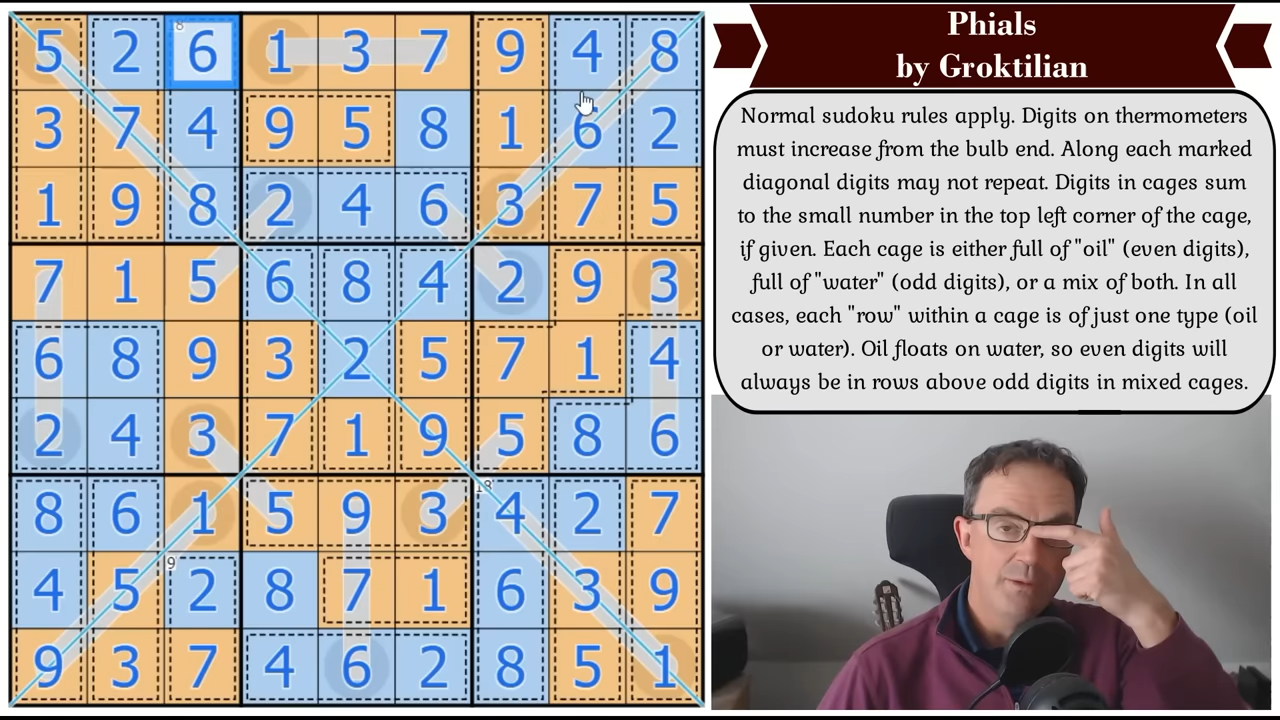 Phials
by Groktilian
Normal sudoku rules apply. Digits on thermometers
must increase from the bulb end. Along each marked
diagonal digits may not repeat. Digits in cages sum
to the small number in the top left corner of the cage,
if given. Each cage is either full of "oil" (even digits),
full of "water" (odd digits), or a mix of both. In all
cases, each "row" within a cage is of just one type (oil
or water). Oil floats on water, so even digits will
always be in rows above odd digits in mixed cages.
8
5 2 6 1 3 7 9 4 8
3 7 4 9 5 8 1 6 2
1 9 8 2 4 6 3 7 5
7 1 5 6 8 4 2 9 3
6 8 9 3 2 5 7 1 4
2 4 3 7 1 9 5 8 6
18
8 6 1 5 9 3 4 2 7
9
4 5 2 8 7 1 6 3 9
9 3 7 4 6 2 8 5 1